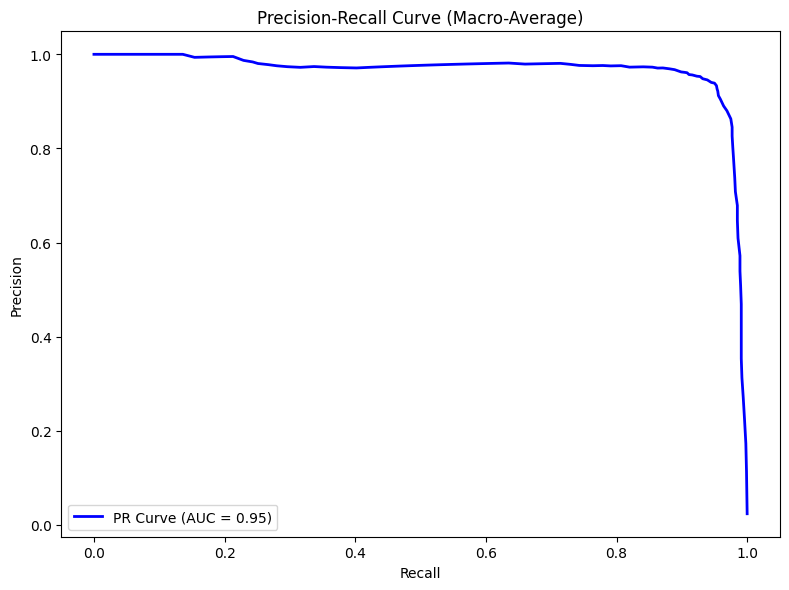 Precision-Recall Curve (Macro-Average)
1.0
0.8
0.6
0.4
0.2
0.0
Precision
PR Curve (AUC = 0.95)
0.0 0.2 0.4 0.6 0.8 1.0
Recall